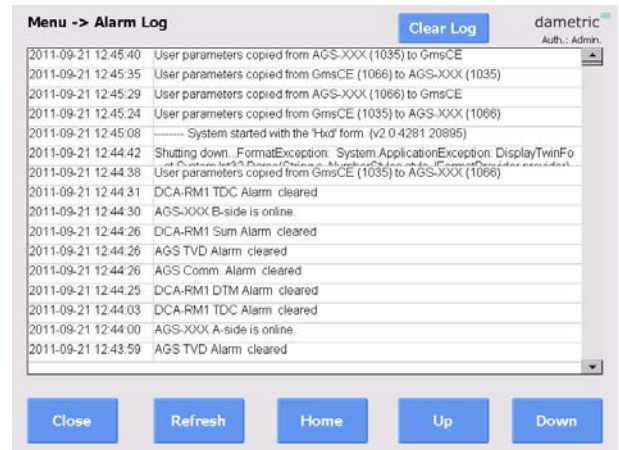 Menu -> Alarm Log
Clear Log
dametric
Auth.: Admin.
2011-09-21 12:45:40 User parameters copied from AGS-XXX (1035) to GmsCE
2011-09-21 12:45:35 User parameters copied from GmsCE (1066) to AGS-XXX (1035)
2011-09-21 12:45:29 User parameters copied from AGS-XXX (1066) to GmsCE
2011-09-21 12:45:24 User parameters copied from GmsCE (1035) to AGS-XXX (1066)
2011-09-21 12:45:08 -------- System started with the 'Hxd' form. (v2.0.4281.20895)
2011-09-21 12:44:42 Shutting down...FormatException: System.ApplicationException: DisplayTwinFo
2011-09-21 12:44:38 User parameters copied from GmsCE (1035) to AGS-XXX (1066)
2011-09-21 12:44:31 DCA-RM1 TDC Alarm cleared
2011-09-21 12:44:30 AGS-XXX B-side is online.
2011-09-21 12:44:26 DCA-RM1 Sum Alarm cleared
2011-09-21 12:44:26 AGS TVD Alarm cleared
2011-09-21 12:44:26 AGS Comm. Alarm cleared
2011-09-21 12:44:25 DCA-RM1 DTM Alarm cleared
2011-09-21 12:44:03 DCA-RM1 TDC Alarm cleared
2011-09-21 12:44:00 AGS-XXX A-side is online.
2011-09-21 12:43:59 AGS TVD Alarm cleared
Close Refresh Home Up Down